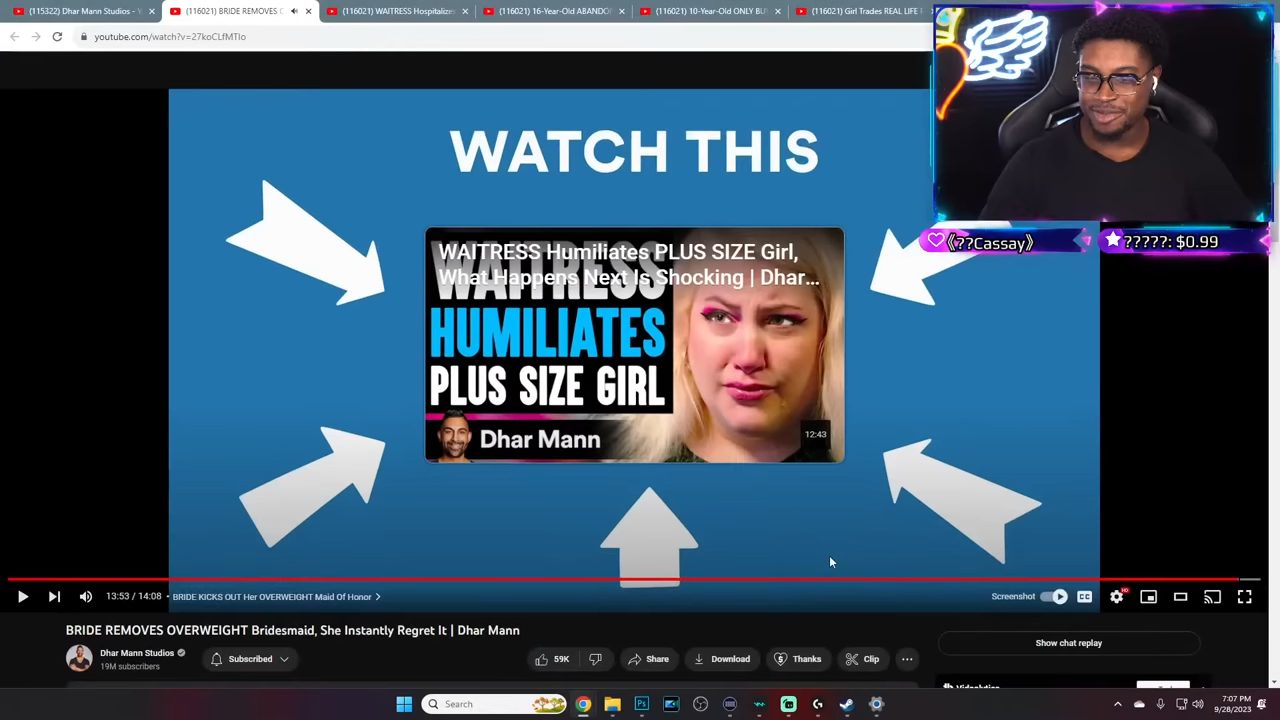 (115322) Dhar Mann Studios -
(116021) BRIDE REMOVES
(116021) WAITRESS Hospitalize
(116021) 16-Year-Old ABANDO
(116021) 10-Year-Old ONLY
(116021) Girl Trades REAL LIFE
youtube.com/watch?v=27koCLfMTIo
??Cassay》
?????: $0.99
WATCH THIS
WAITRESS Humiliates PLUS SIZE Girl,
What Happens Next Is Shocking | Dhar...
WAITRESS
HUMILIATES
PLUS SIZE GIRL
Dhar Mann
12:43
13:53 / 14:08 • BRIDE KICKS OUT Her OVERWEIGHT Maid Of Honor >
Screenshot
CC
HD
BRIDE REMOVES OVERWEIGHT Bridesmaid, She Instantly Regret It | Dhar Mann
Show chat replay
Dhar Mann Studios
19M subscribers
Subscribed
59K
Share
Download
Thanks
Clip
Videolytics
Search
7:07 PM
9/28/2023